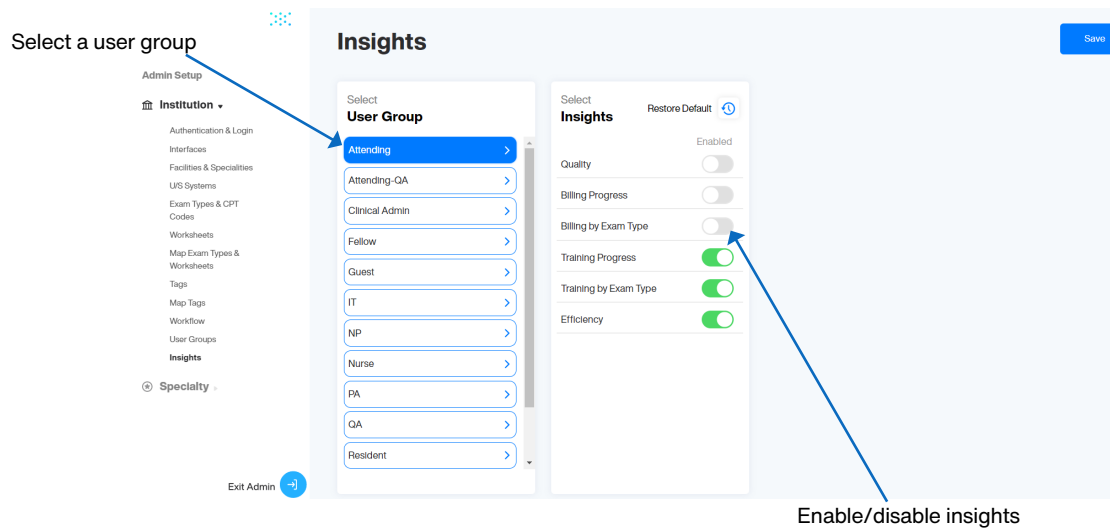 Select a user group
Admin Setup
Institution
Authentication & Login
Interfaces
Facilities & Specialities
U/S Systems
Exam Types & CPT
Codes
Worksheets
Map Exam Types &
Worksheets
Tags
Map Tags
Workflow
User Groups
Insights
Specialty
Exit Admin
Insights
Save
Select
User Group
Attending
Attending-QA
Clinical Admin
Fellow
Guest
IT
NP
Nurse
PA
QA
Resident
Select
Insights
Restore Default
Enabled
Quality
Billing Progress
Billing by Exam Type
Training Progress
Training by Exam Type
Efficiency
Enable/disable insights